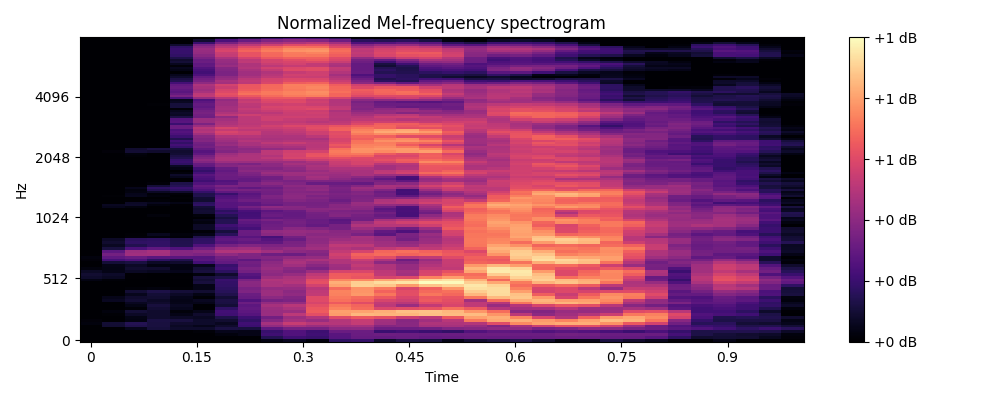 Normalized Mel-frequency spectrogram
+1 dB
4096
+1 dB
2048
+1 dB
Hz
1024
+0 dB
512
+0 dB
0
+0 dB
0 0.15 0.3 0.45 0.6 0.75 0.9
Time